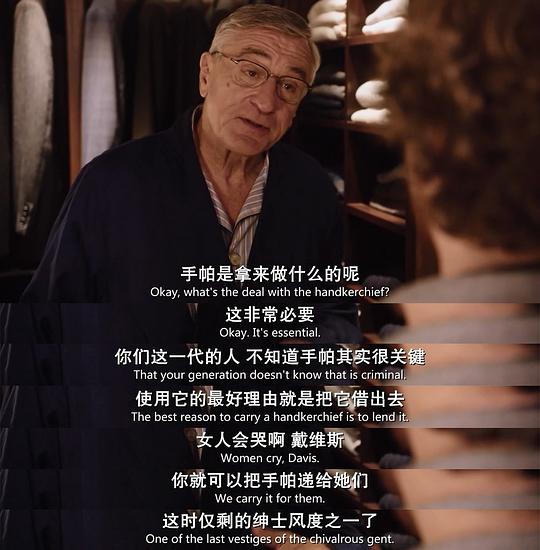 手帕是拿来做什么的呢
Okay, what's the deal with the handkerchief?
这非常必要
Okay. It's essential.
你们这一代的人 不知道手帕其实很关键
That your generation doesn't know that is criminal.
使用它的最好理由就是把它借出去
The best reason to carry a handkerchief is to lend it.
女人会哭啊 戴维斯
Women cry, Davis.
你就可以把手帕递给她们
We carry it for them.
这时仅剩的绅士风度之一了
One of the last vestiges of the chivalrous gent.